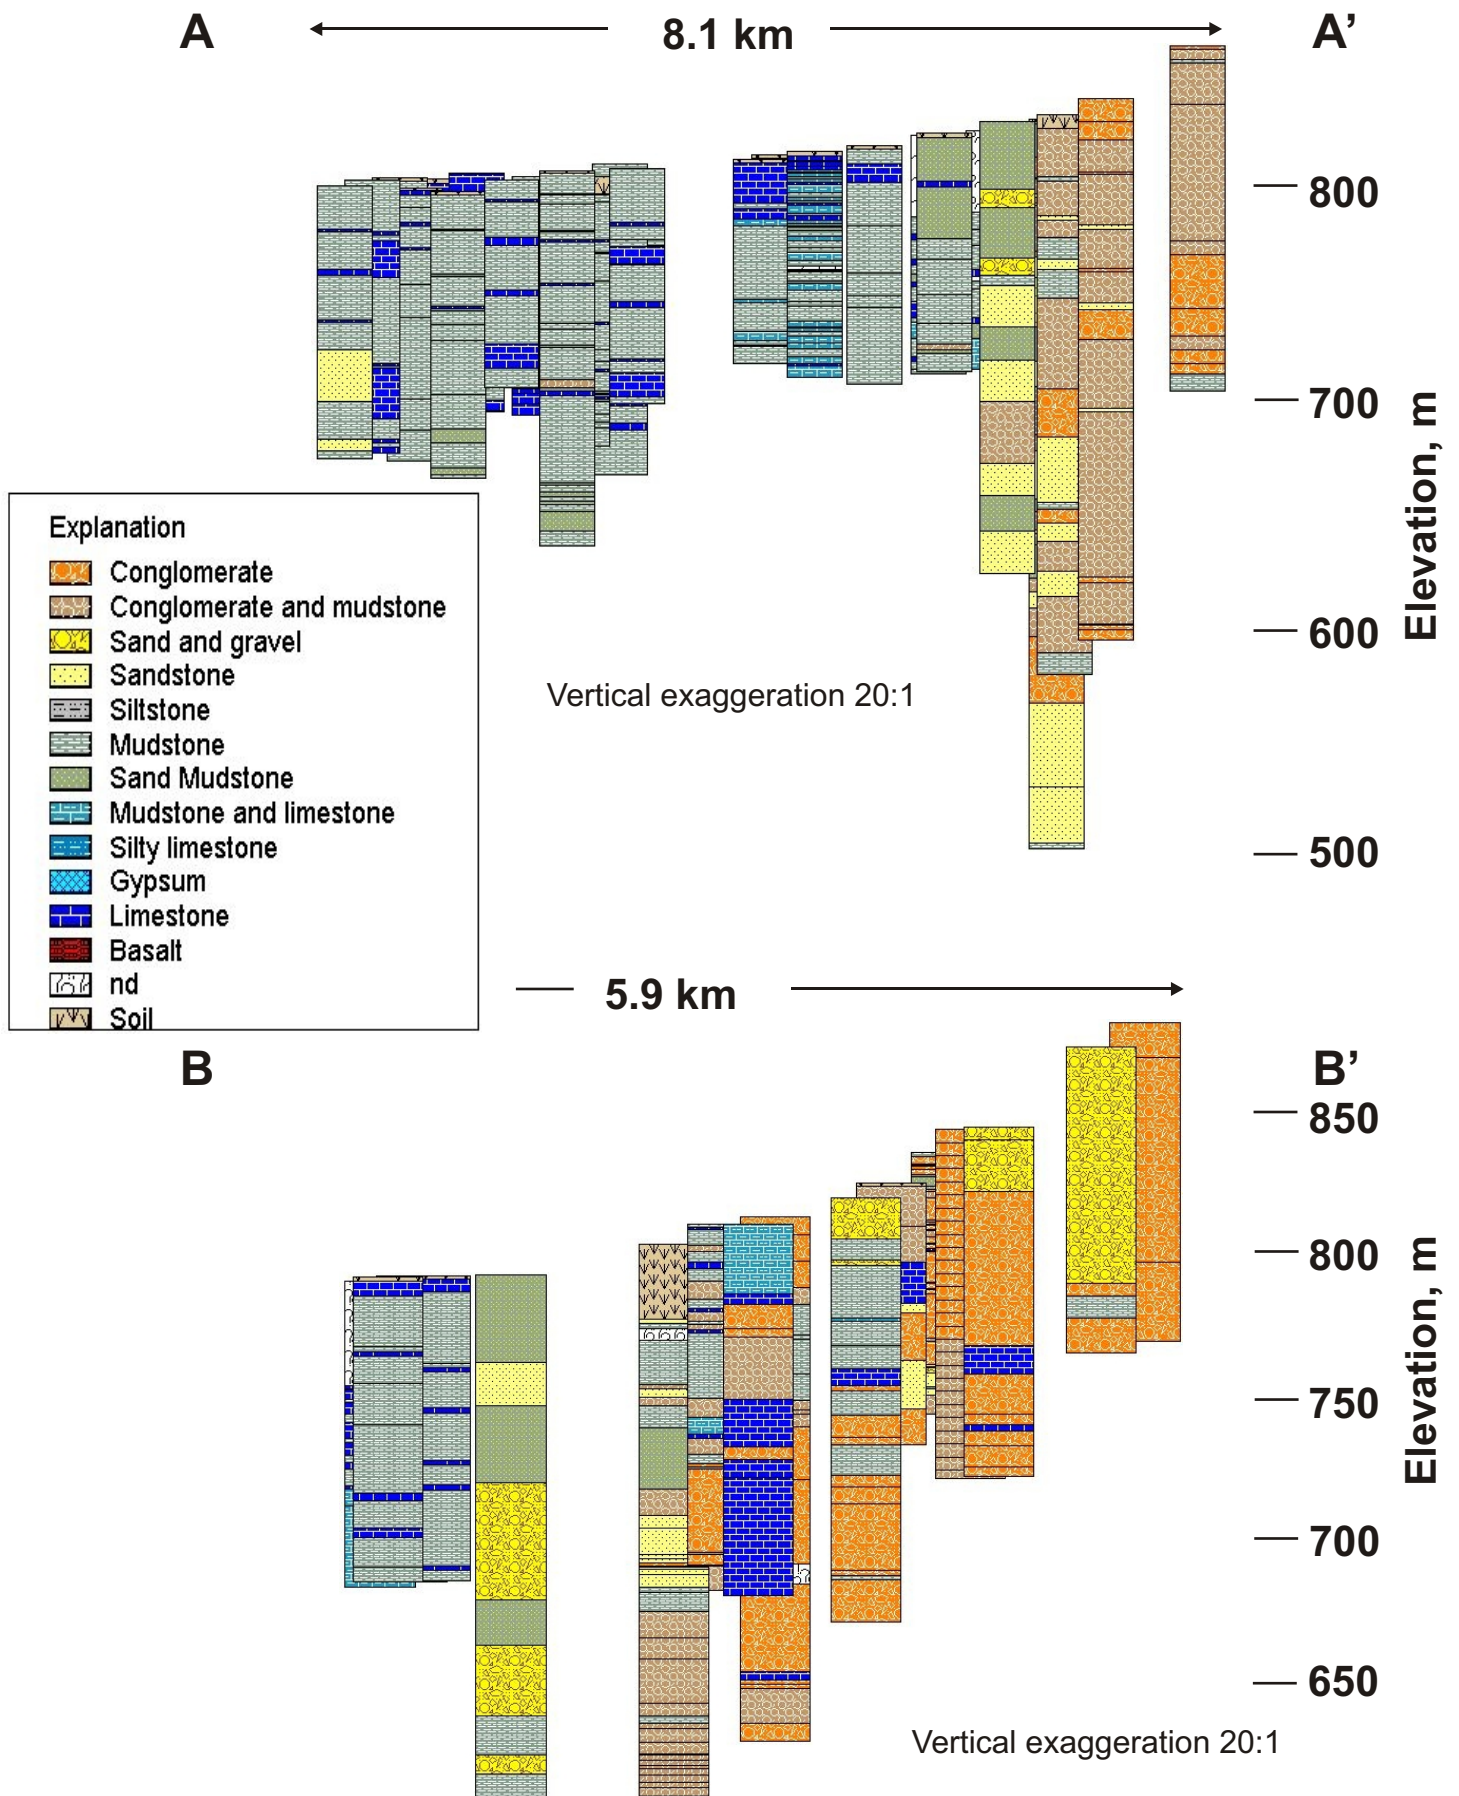 A
8.1 km
A’
800
700
600
500
Elevation, m
Vertical exaggeration 20:1
Explanation
Conglomerate
Conglomerate and mudstone
Sand and gravel
Sandstone
Siltstone
Mudstone
Sand Mudstone
Mudstone and limestone
Silty limestone
Gypsum
Limestone
Basalt
nd
Soil
5.9 km
B
B’
850
800
750
700
650
Elevation, m
Vertical exaggeration 20:1